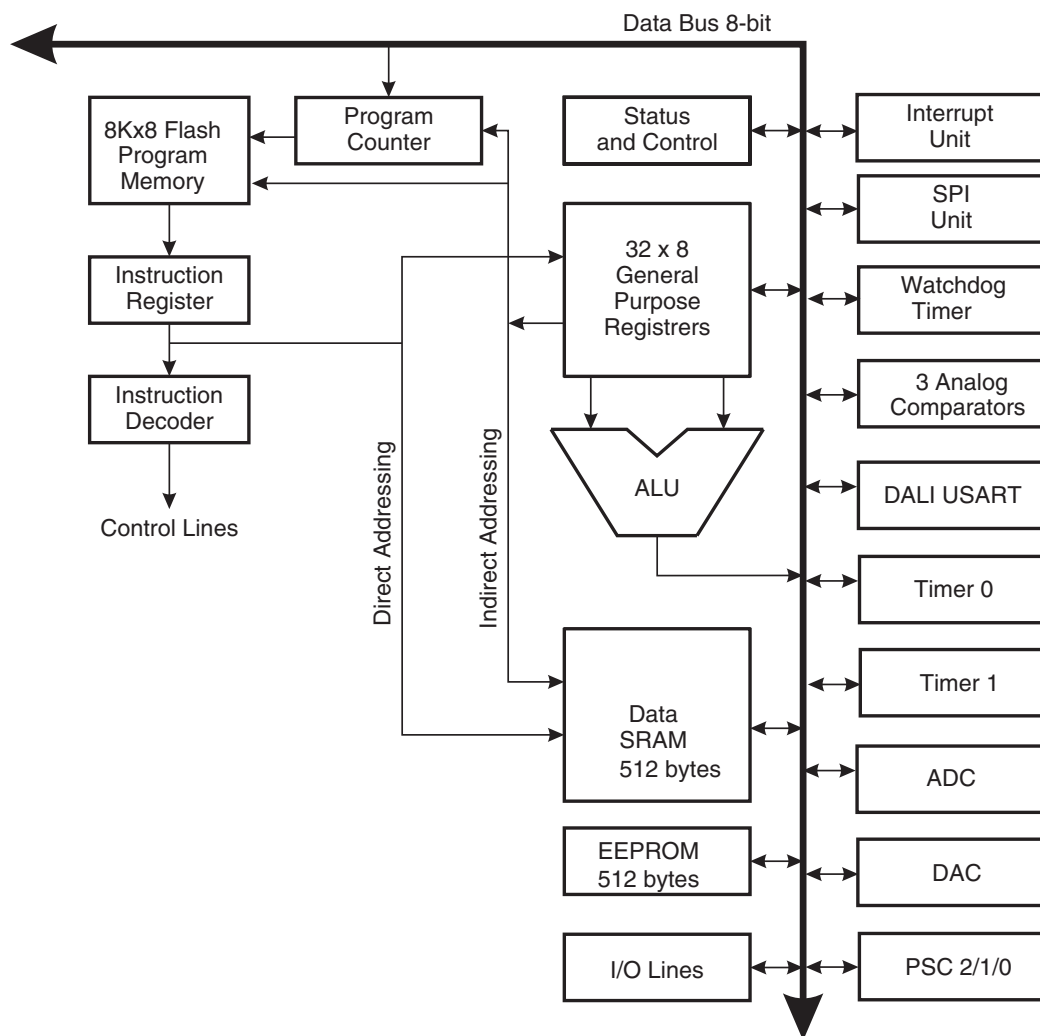 Data Bus 8-bit
8Kx8 Flash
Program
Memory
Program
Counter
Status
and Control
Interrupt
Unit
SPI
Unit
Instruction
Register
32 x 8
General
Purpose
Registrers
Watchdog
Timer
Instruction
Decoder
3 Analog
Comparators
Direct Addressing
Indirect Addressing
ALU
DALI USART
Control Lines
Timer 0
Timer 1
Data
SRAM
512 bytes
ADC
EEPROM
512 bytes
DAC
I/O Lines
PSC 2/1/0